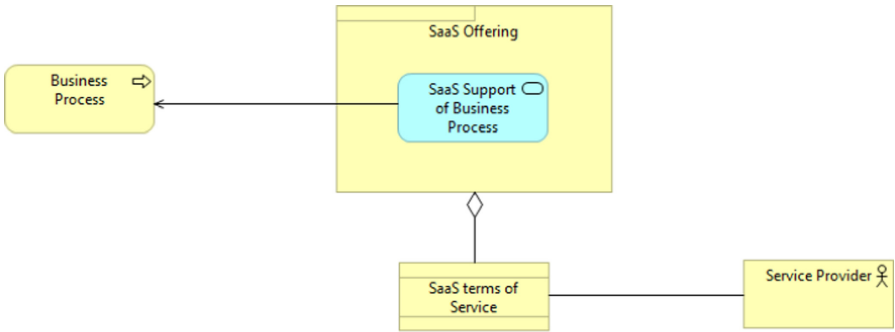 SaaS Offering
Business
Process
SaaS Support
of Business
Process
SaaS terms of
Service
Service Provider